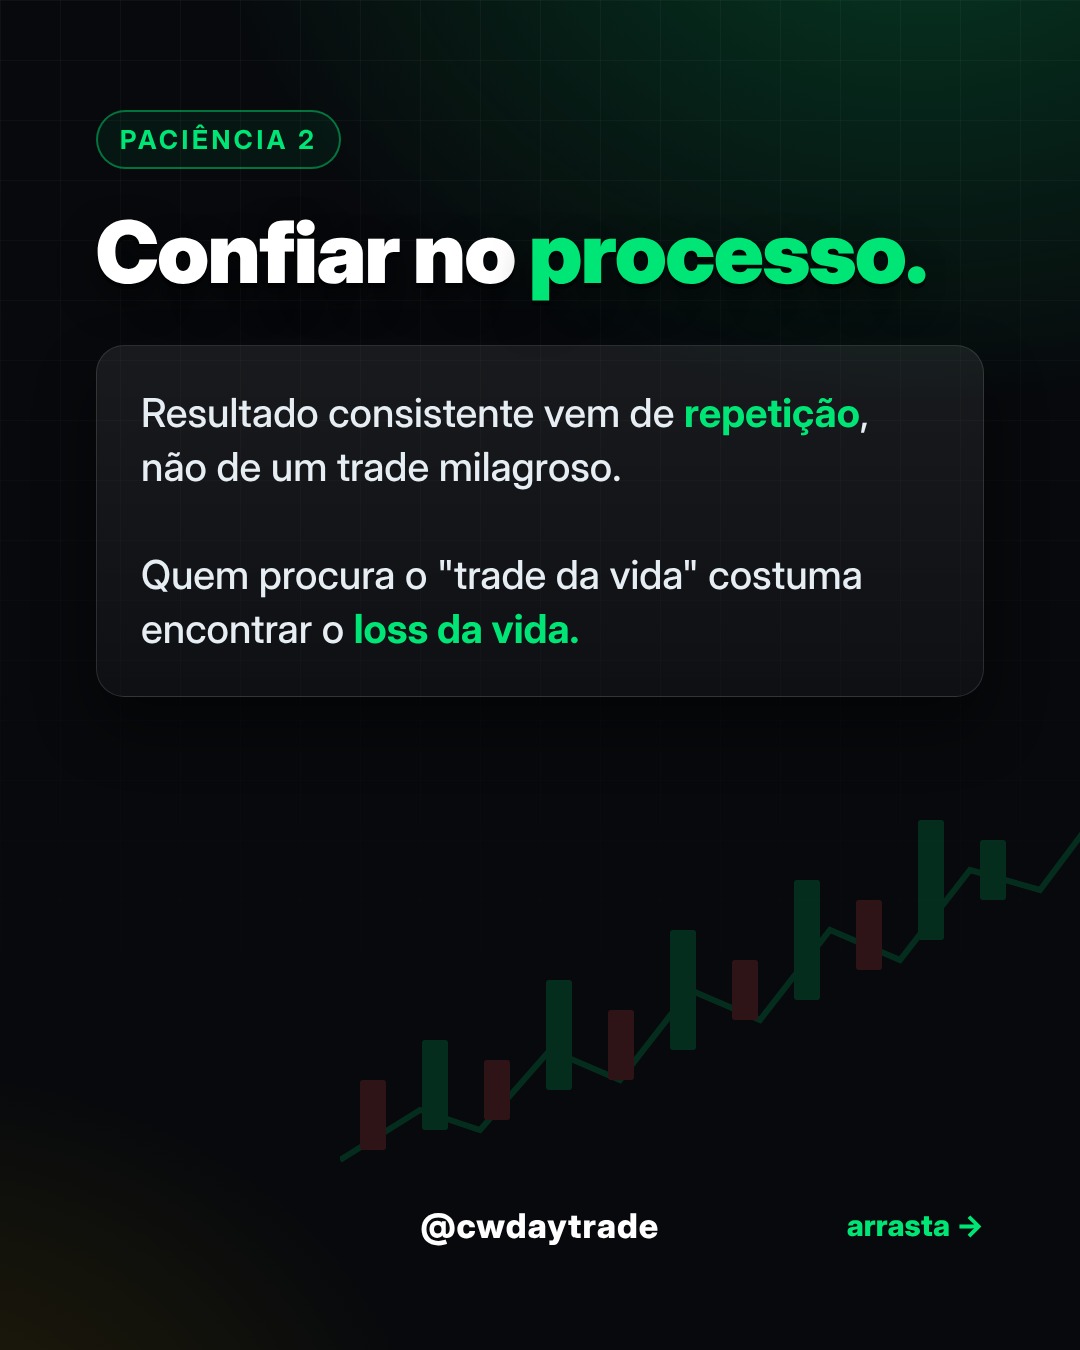 PACIÊNCIA 2
Confiar no processo.
Resultado consistente vem de repetição,
não de um trade milagroso.
Quem procura o "trade da vida" costuma
encontrar o loss da vida.
@cwdaytrade
arrasta →